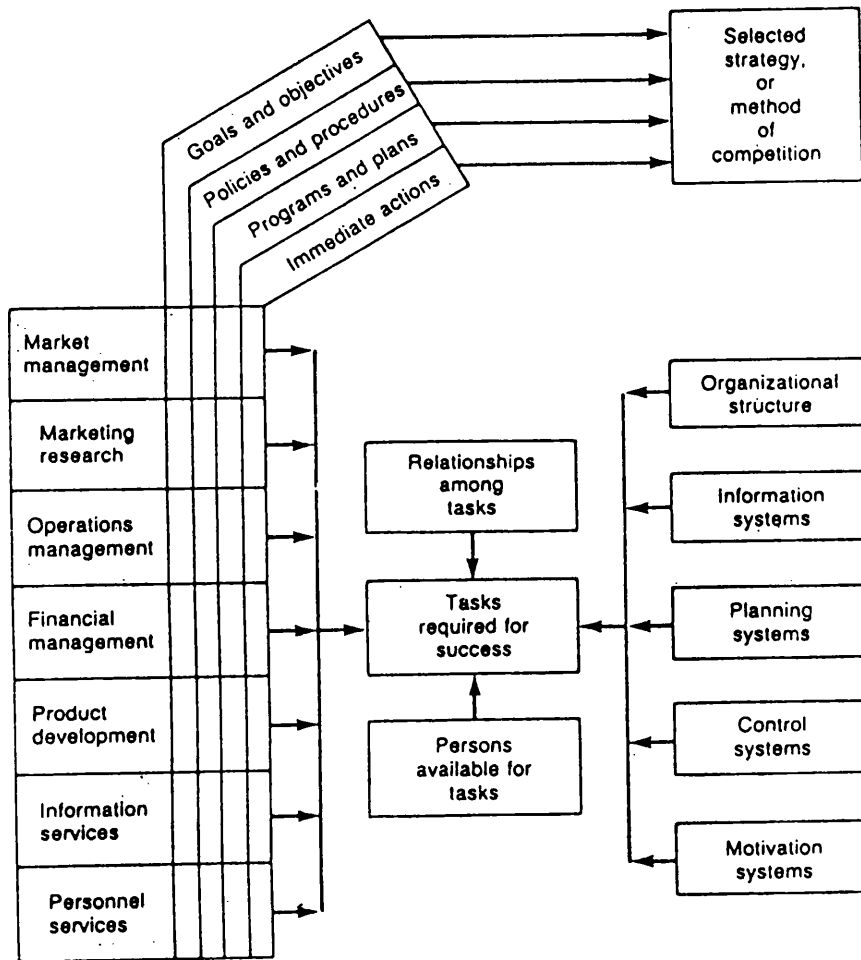 Goals and objectives
Policies and procedures
Programs and plans
Immediate actions
Selected
strategy,
or
method
of
competition
Market
management
Marketing
research
Operations
management
Financial
management
Product
development
Information
services
Personnel
services
Relationships
among
tasks
Tasks
required for
success
Persons
available for
tasks
Organizational
structure
Information
systems
Planning
systems
Control
systems
Motivation
systems